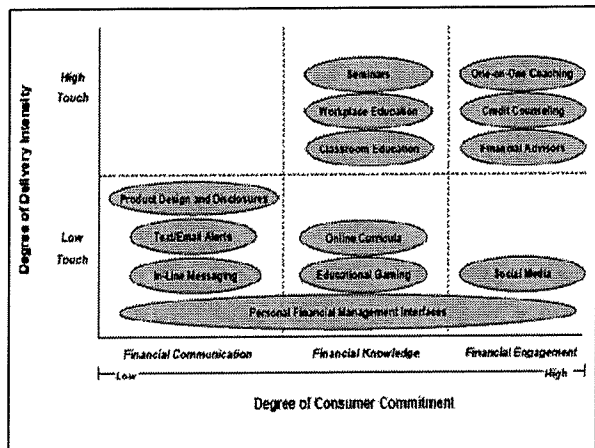 Degree of Delivery Intensity
High
Touch
Seminars
One-on-One Coaching
Workplace Education
Credit Counseling
Classroom Education
Financial Advisors
Product Design and Disclosures
Low
Touch
Text/Email Alerts
Online Curricula
In-Line Messaging
Educational Gaming
Social Media
Personal Financial Management Interfaces
Financial Communication
Financial Knowledge
Financial Engagement
Low
High
Degree of Consumer Commitment